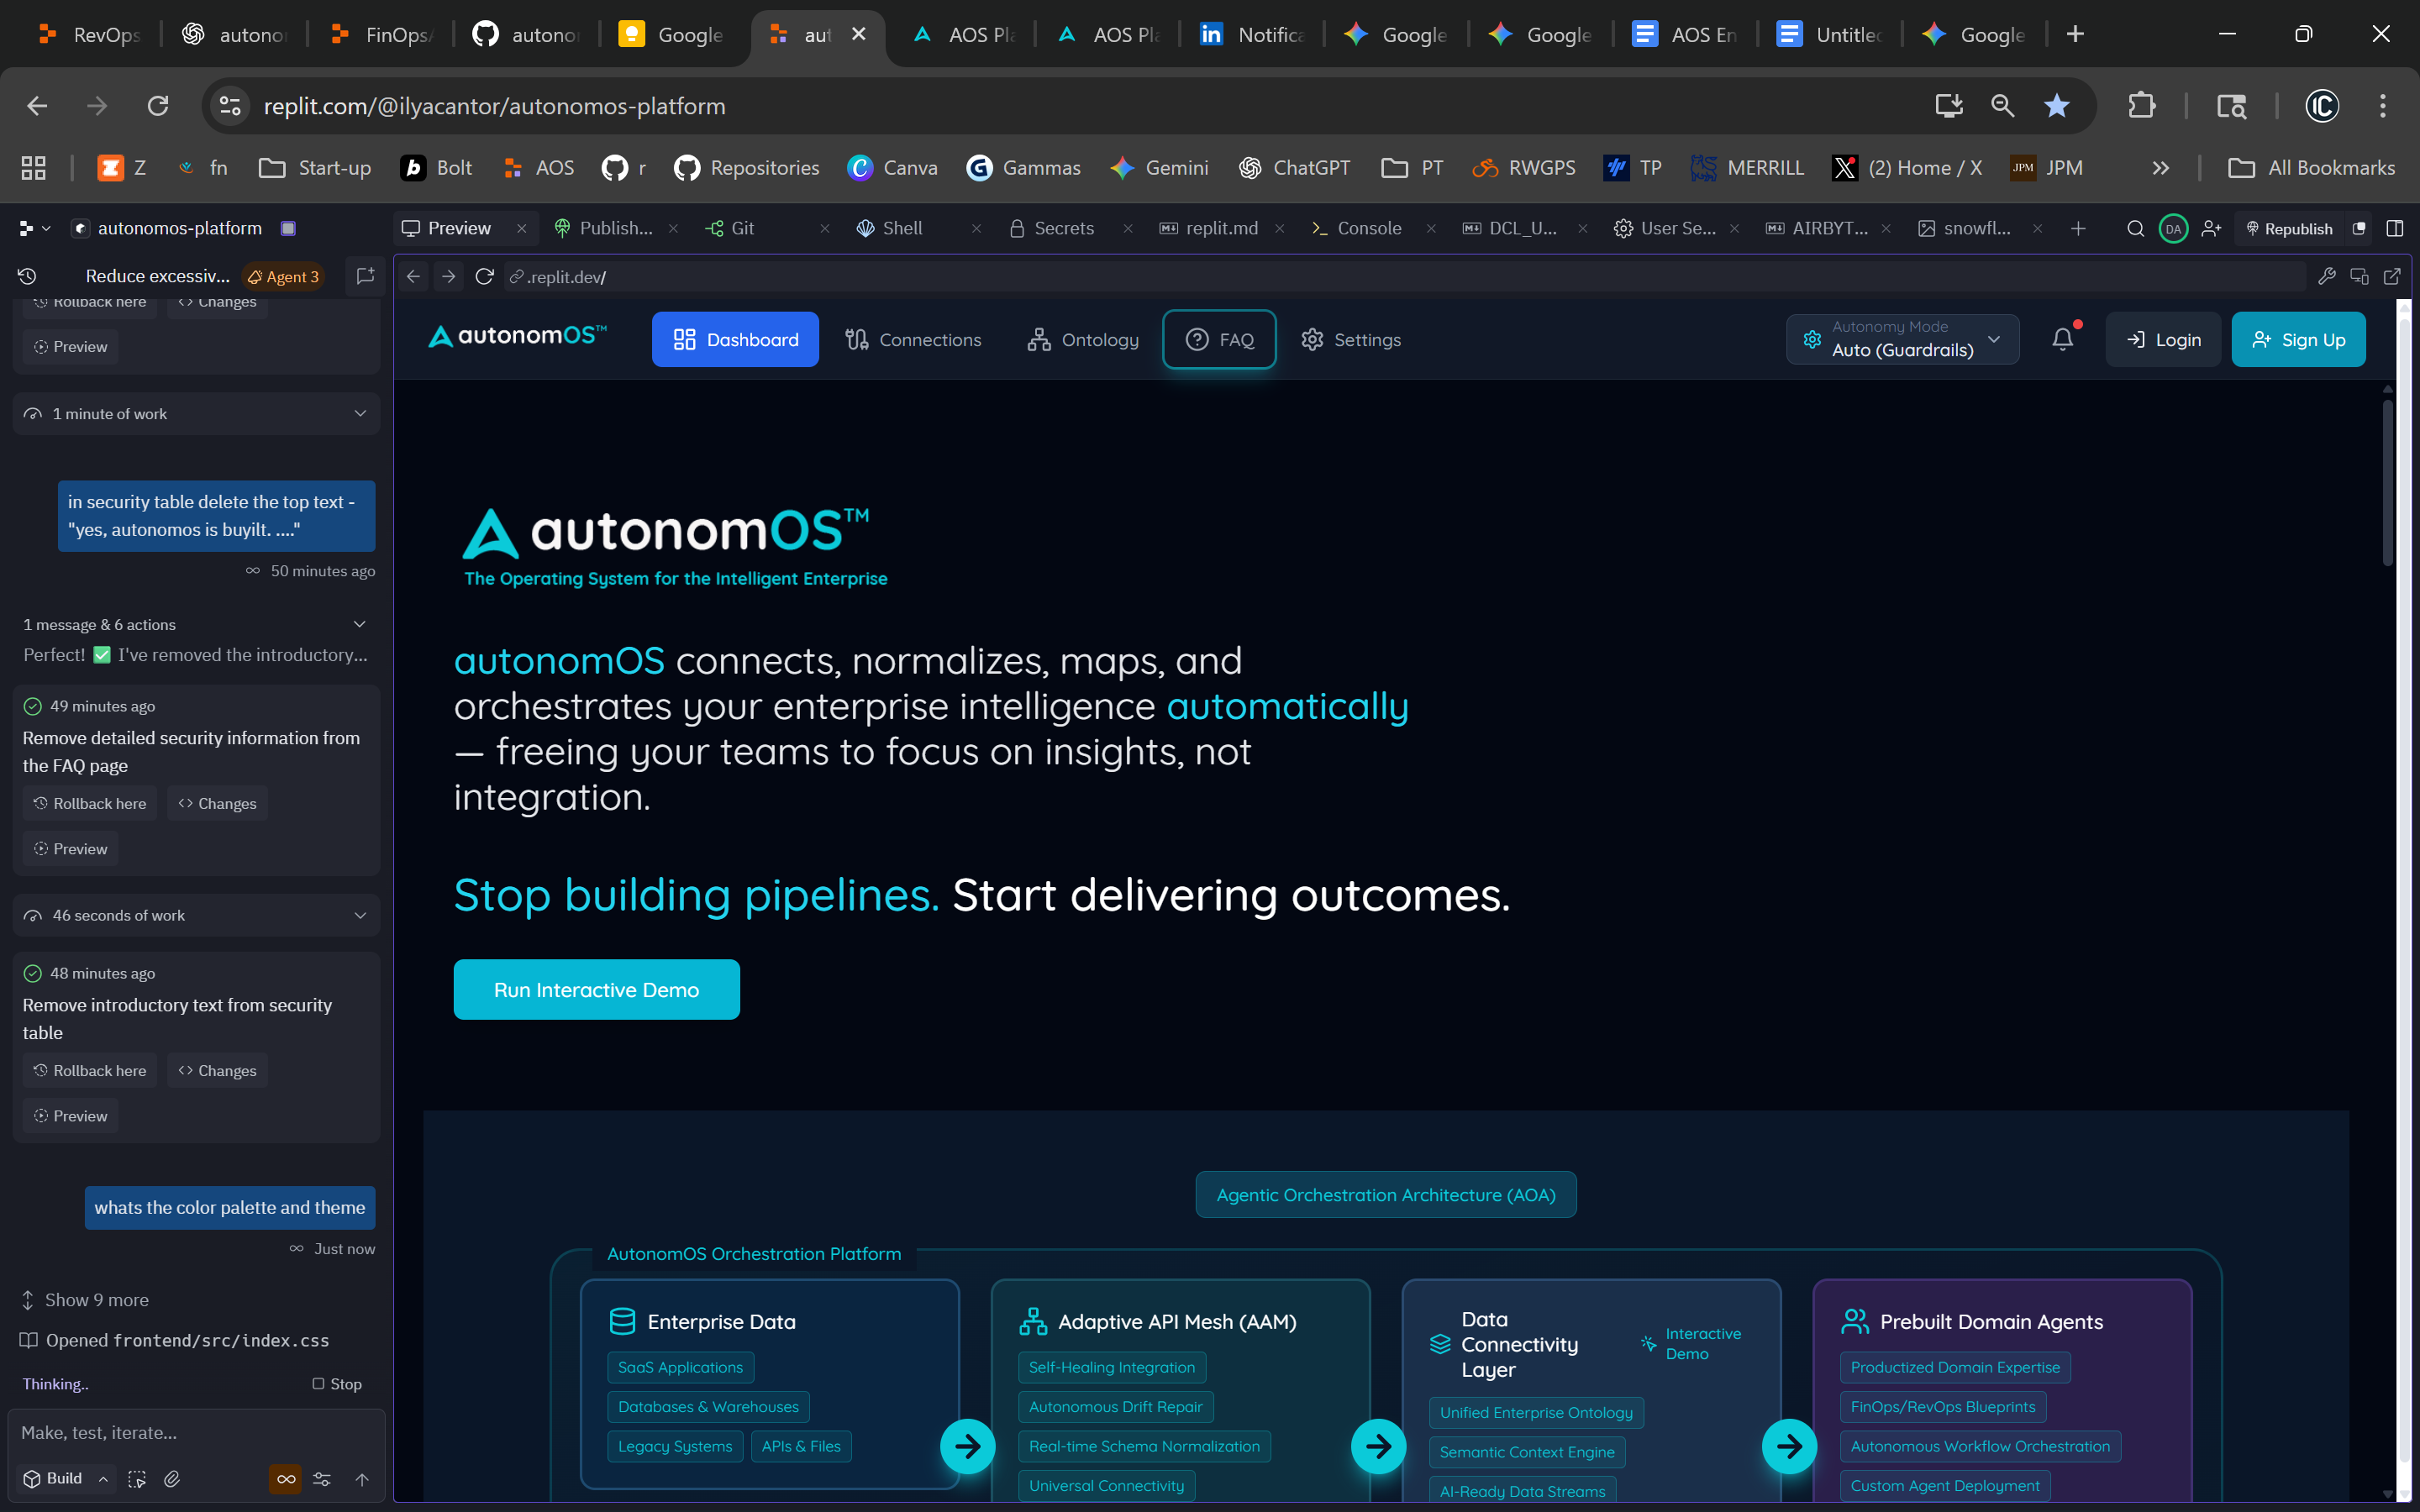 RevOps
autonom
FinOps/
autonom
Google
aut
AOS Pla
AOS Pla
Notifica
Google
Google
AOS En
Untitled
Google
replit.com/@ilyacantor/autonomos-platform
Z
fn
Start-up
Bolt
AOS
r
Repositories
Canva
Gammas
Gemini
ChatGPT
PT
RWGPS
TP
MERRILL
(2) Home / X
JPM
All Bookmarks
autonomos-platform
Preview
Publish...
Git
Shell
Secrets
replit.md
Console
DCL_U...
User Se...
AIRBYT...
snowfl...
DA
Republish
Reduce excessiv...
Agent 3
.replit.dev/
Rollback here
Changes
Preview
1 minute of work
in security table delete the top text -
"yes, autonomos is buyilt. ...."
50 minutes ago
1 message & 6 actions
Perfect! ✅ I've removed the introductory...
49 minutes ago
Remove detailed security information from
the FAQ page
Rollback here
Changes
Preview
46 seconds of work
48 minutes ago
Remove introductory text from security
table
Rollback here
Changes
Preview
whats the color palette and theme
Just now
Show 9 more
Opened frontend/src/index.css
Thinking..
Stop
Make, test, iterate...
Build
autonomOS™
Dashboard
Connections
Ontology
FAQ
Settings
Autonomy Mode
Auto (Guardrails)
Login
Sign Up
autonomOS™
The Operating System for the Intelligent Enterprise
autonomOS connects, normalizes, maps, and
orchestrates your enterprise intelligence automatically
— freeing your teams to focus on insights, not
integration.
Stop building pipelines. Start delivering outcomes.
Run Interactive Demo
Agentic Orchestration Architecture (AOA)
AutonomOS Orchestration Platform
Enterprise Data
SaaS Applications
Databases & Warehouses
Legacy Systems
APIs & Files
Adaptive API Mesh (AAM)
Self-Healing Integration
Autonomous Drift Repair
Real-time Schema Normalization
Universal Connectivity
Data
Connectivity
Layer
Interactive
Demo
Unified Enterprise Ontology
Semantic Context Engine
AI-Ready Data Streams
Prebuilt Domain Agents
Productized Domain Expertise
FinOps/RevOps Blueprints
Autonomous Workflow Orchestration
Custom Agent Deployment